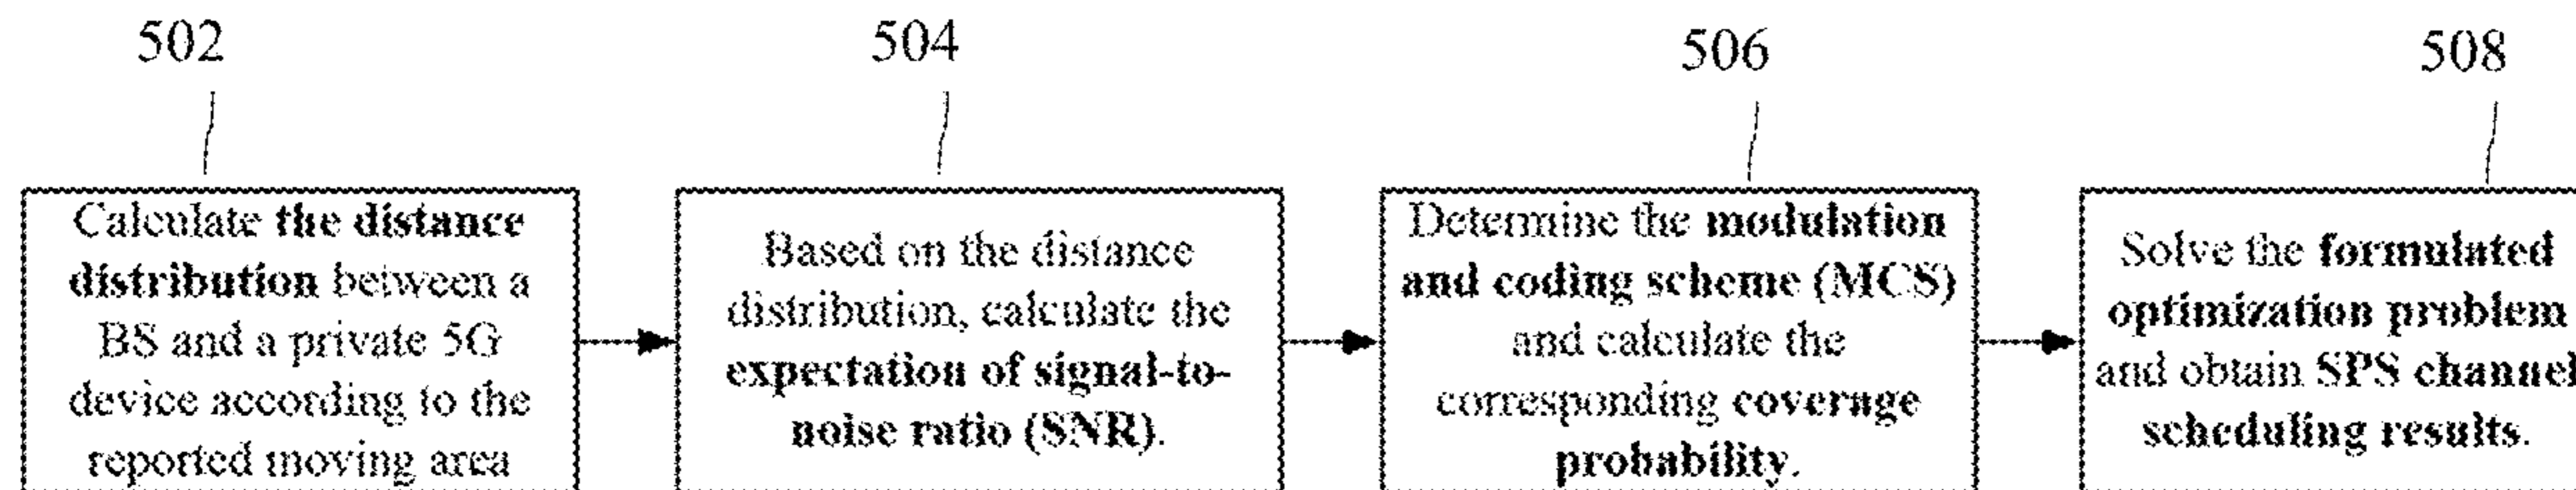 502
504
506
508
Calculate the distance
distribution between a
BS and a private 5G
device according to the
reported moving area
Based on the distance
distribution, calculate the
expectation of signal-to-
noise ratio (SNR).
Determine the modulation
and coding scheme (MCS)
and calculate the
corresponding coverage
probability.
Solve the formulated
optimization problem
and obtain SPS channel
scheduling results.